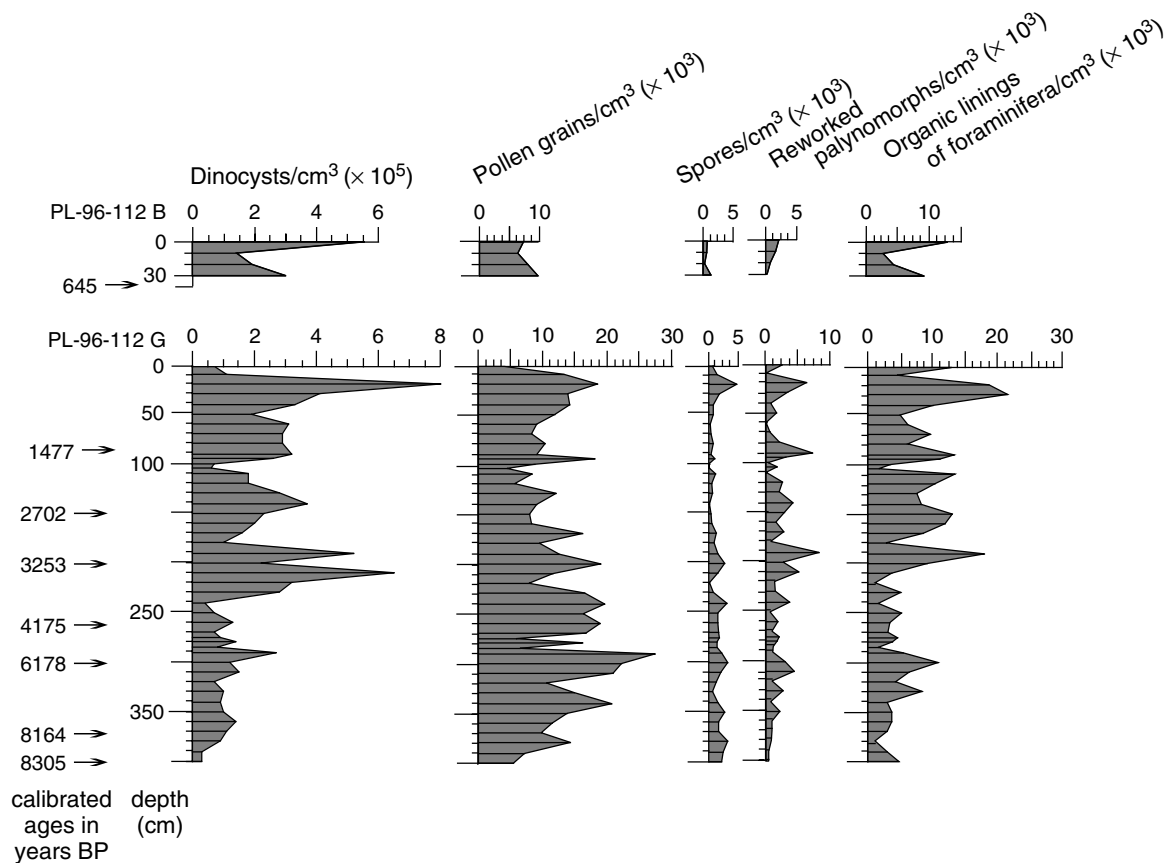 Dinocysts/cm³ (× 10⁵)
Pollen grains/cm³ (× 10³)
Spores/cm³ (× 10³)
Reworked
palynomorphs/cm³ (× 10³)
Organic linings
of foraminifera/cm³ (× 10³)
PL-96-112 B
0 2 4 6
0 10
0 5
0 5
0 10
0
30
645
PL-96-112 G
0 2 4 6 8
0 10 20 30
0 5
0 5 10
0 10 20 30
0
50
1477
100
2702
3253
250
4175
6178
350
8164
8305
calibrated
ages in
years BP
depth
(cm)